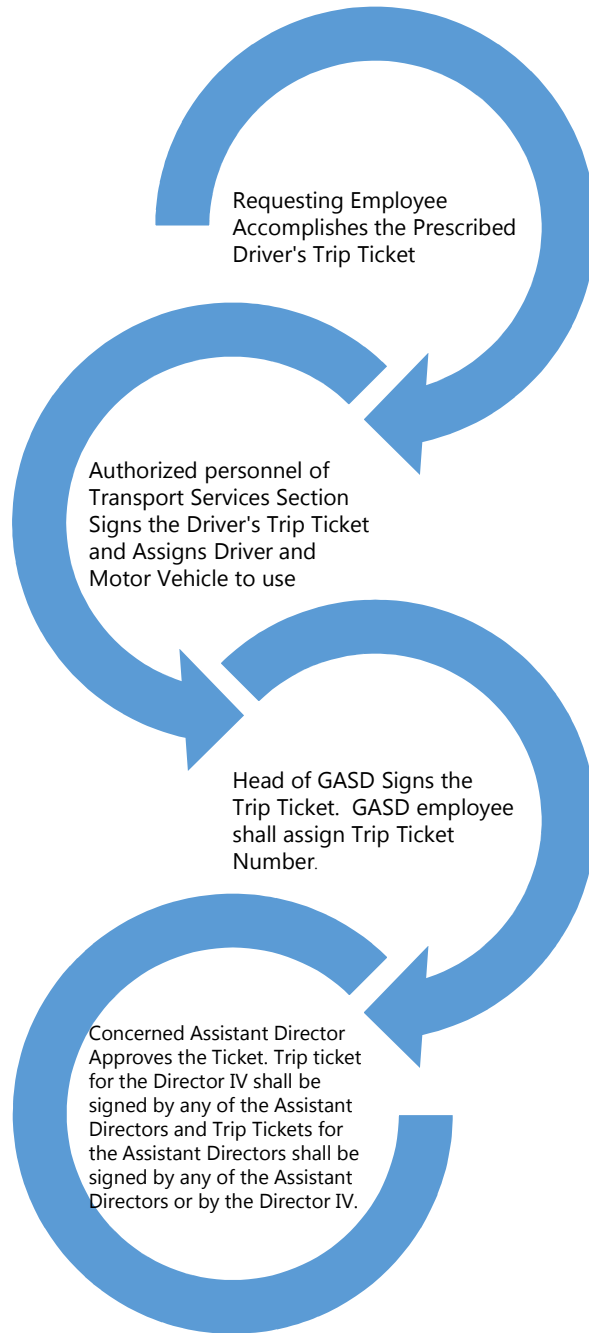 Requesting Employee
Accomplishes the Prescribed
Driver's Trip Ticket
Authorized personnel of
Transport Services Section
Signs the Driver's Trip Ticket
and Assigns Driver and
Motor Vehicle to use
Head of GASD Signs the
Trip Ticket. GASD employee
shall assign Trip Ticket
Number.
Concerned Assistant Director
Approves the Ticket. Trip ticket
for the Director IV shall be
signed by any of the Assistant
Directors and Trip Tickets for
the Assistant Directors shall be
signed by any of the Assistant
Directors or by the Director IV.